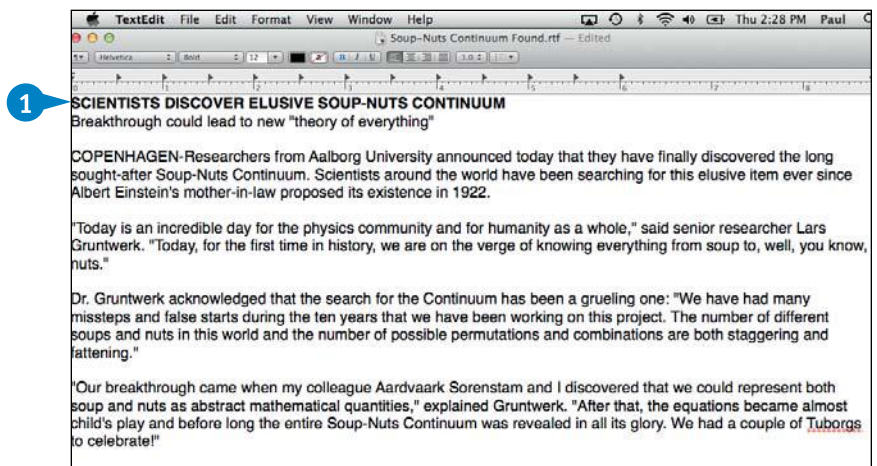 TextEdit File Edit Format View Window Help Thu 2:28 PM Paul
Soup-Nuts Continuum Found.rtf — Edited
Helvetica Bold 12 a B I U 1.0
0 1 2 3 4 5 6 7 8
1
SCIENTISTS DISCOVER ELUSIVE SOUP-NUTS CONTINUUM
Breakthrough could lead to new "theory of everything"
COPENHAGEN-Researchers from Aalborg University announced today that they have finally discovered the long
sought-after Soup-Nuts Continuum. Scientists around the world have been searching for this elusive item ever since
Albert Einstein's mother-in-law proposed its existence in 1922.
"Today is an incredible day for the physics community and for humanity as a whole," said senior researcher Lars
Gruntwerk. "Today, for the first time in history, we are on the verge of knowing everything from soup to, well, you know,
nuts."
Dr. Gruntwerk acknowledged that the search for the Continuum has been a grueling one: "We have had many
missteps and false starts during the ten years that we have been working on this project. The number of different
soups and nuts in this world and the number of possible permutations and combinations are both staggering and
fattening."
"Our breakthrough came when my colleague Aardvaark Sorenstam and I discovered that we could represent both
soup and nuts as abstract mathematical quantities," explained Gruntwerk. "After that, the equations became almost
child's play and before long the entire Soup-Nuts Continuum was revealed in all its glory. We had a couple of Tuborgs
to celebrate!"